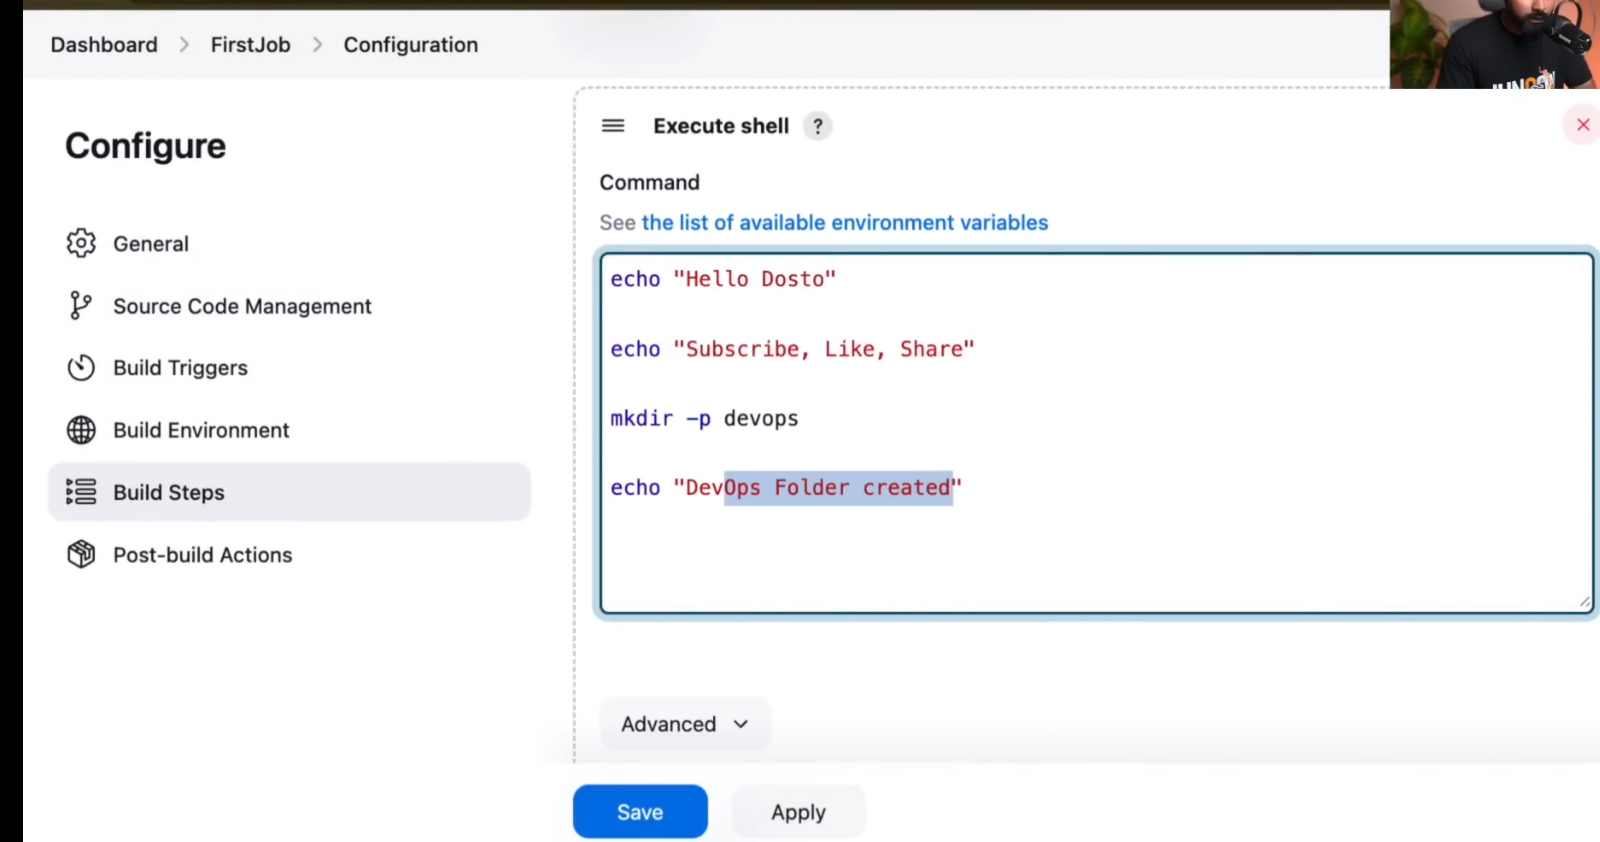 Dashboard > FirstJob > Configuration
Configure
General
Source Code Management
Build Triggers
Build Environment
Build Steps
Post-build Actions
Execute shell ?
Command
See the list of available environment variables
echo "Hello Dosto"
echo "Subscribe, Like, Share"
mkdir -p devops
echo "DevOps Folder created"
Advanced
Save
Apply